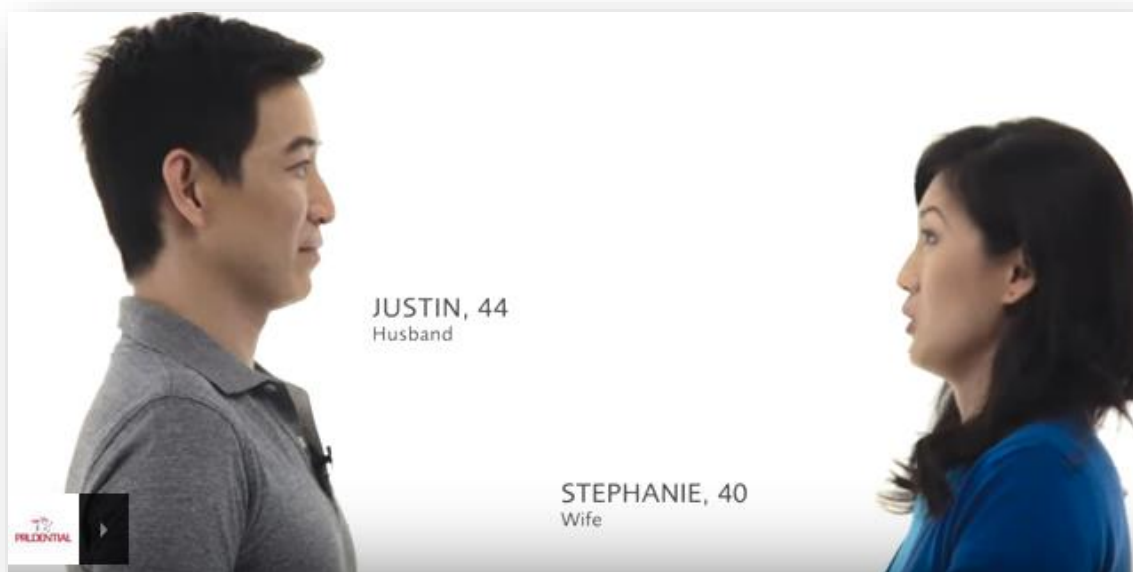 JUSTIN, 44
Husband
STEPHANIE, 40
Wife
PRUDENTIAL